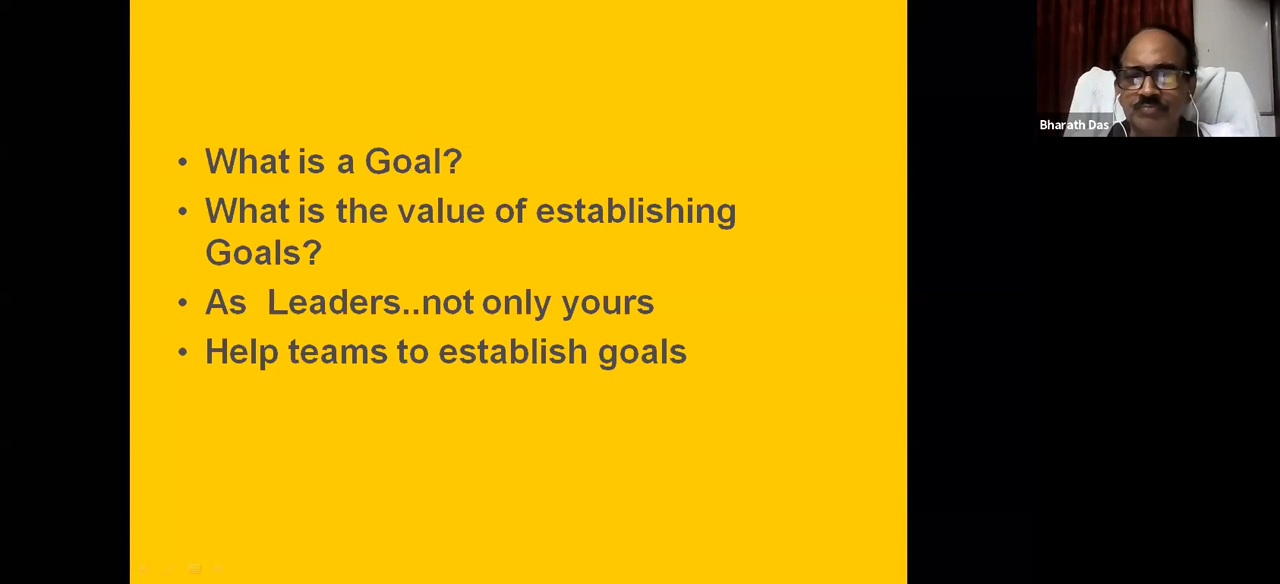 • What is a Goal?
• What is the value of establishing
Goals?
• As  Leaders..not only yours
• Help teams to establish goals
Bharath Das